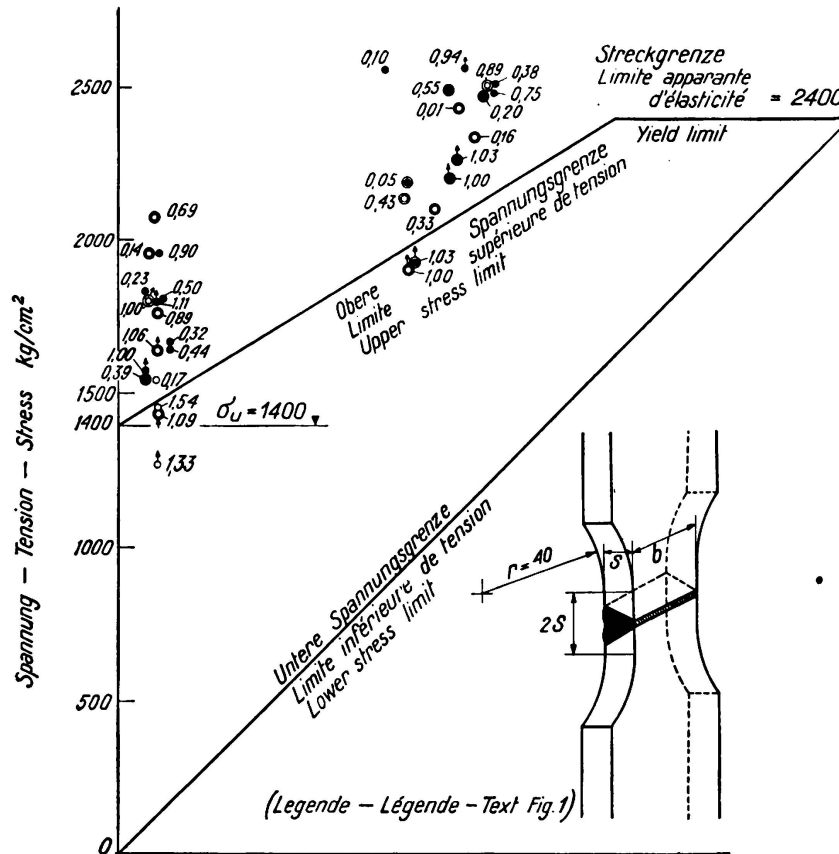 0,10
0,94
0,89
0,38
0,55
0,75
0,01
0,20
0,16
1,03
1,00
0,05
0,43
0,33
1,03
1,00
0,69
0,14
0,90
0,23
0,50
1,00
1,11
0,89
1,06
0,32
0,44
1,00
0,39
0,17
1,54
1,09
1,33
2500
2000
1500
1400
1000
500
0
Spannung – Tension – Stress kg/cm²
Streckgrenze
Limite apparante
d'élasticité = 2400
Yield limit
Obere Spannungsgrenze
Limite supérieure de tension
Upper stress limit
σu = 1400
Untere Spannungsgrenze
Limite inférieure de tension
Lower stress limit
r = 40
s
b
2S
(Legende – Légende – Text Fig. 1)